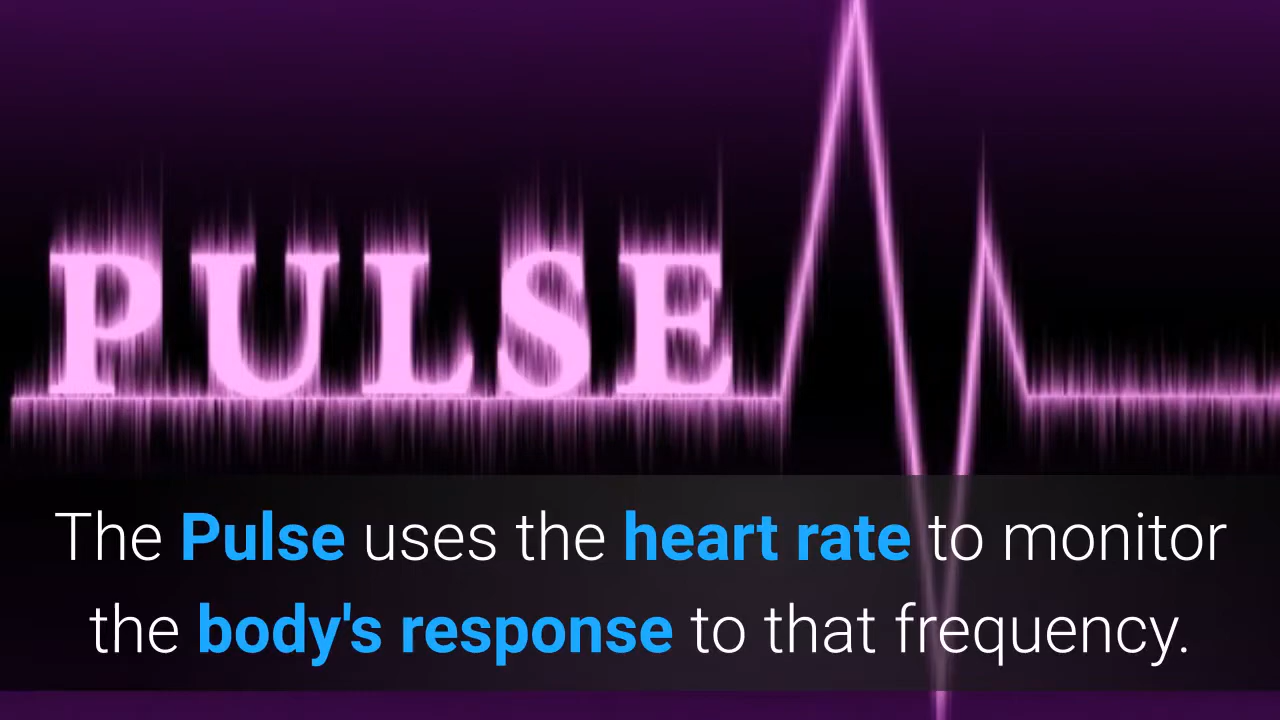 PULSE
The Pulse uses the heart rate to monitor
the body's response to that frequency.